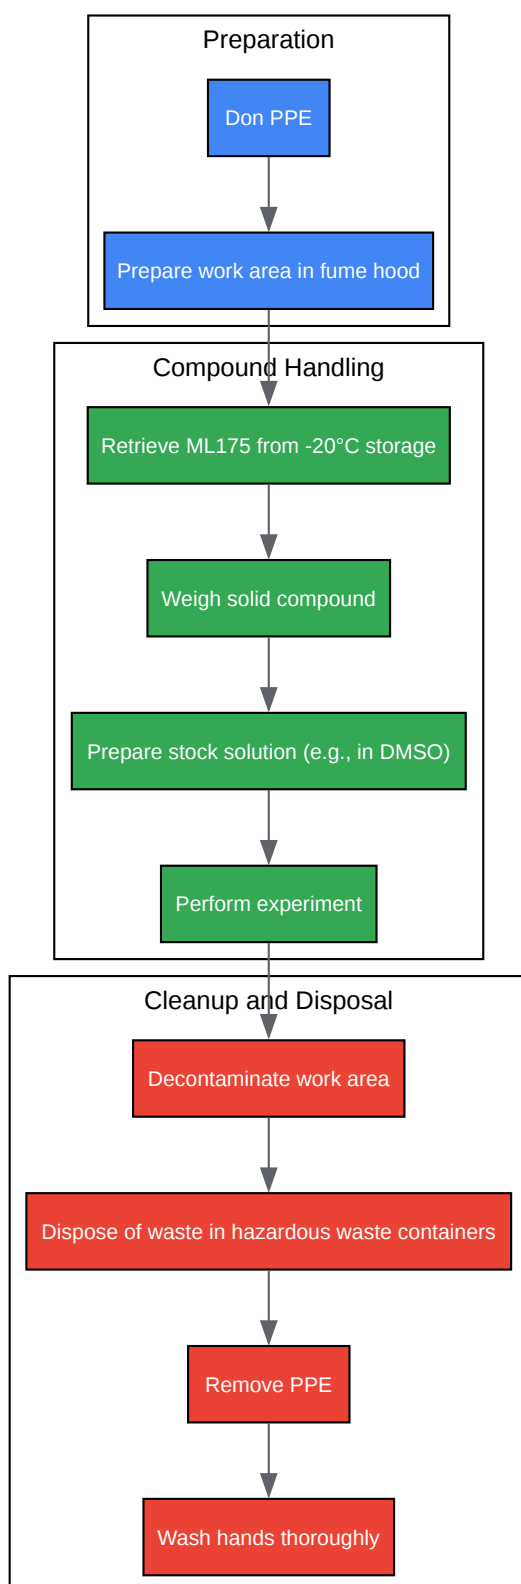 Preparation
Don PPE
Prepare work area in fume hood
Compound Handling
Retrieve ML175 from -20°C storage
Weigh solid compound
Prepare stock solution (e.g., in DMSO)
Perform experiment
Cleanup and Disposal
Decontaminate work area
Dispose of waste in hazardous waste containers
Remove PPE
Wash hands thoroughly